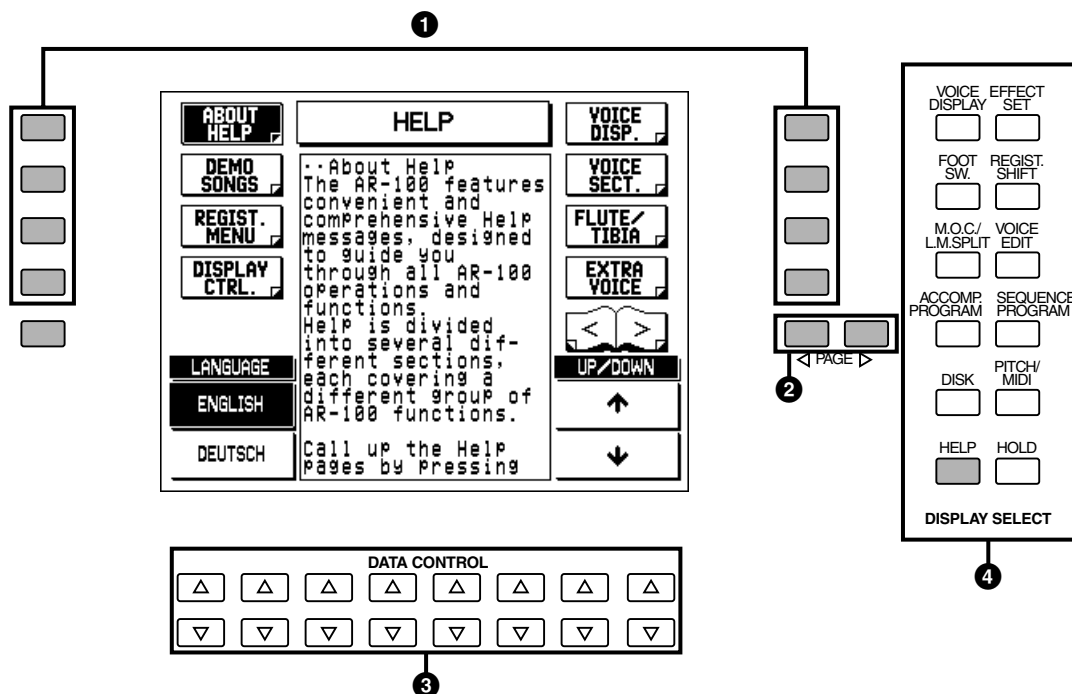 1
ABOUT
HELP
DEMO
SONGS
REGIST.
MENU
DISPLAY
CTRL.
LANGUAGE
ENGLISH
DEUTSCH
HELP
··About Help
The AR-100 features
convenient and
comprehensive Help
messages, designed
to guide you
through all AR-100
operations and
functions.
Help is divided
into several dif-
ferent sections,
each covering a
different group of
AR-100 functions.
Call up the Help
pages by pressing
VOICE
DISP.
VOICE
SECT.
FLUTE/
TIBIA
EXTRA
VOICE
< >
UP/DOWN
↑
↓
◁ PAGE ▷
2
VOICE
DISPLAY
EFFECT
SET
FOOT
SW.
REGIST.
SHIFT
M.O.C./
L.M.SPLIT
VOICE
EDIT
ACCOMP.
PROGRAM
SEQUENCE
PROGRAM
DISK
PITCH/
MIDI
HELP
HOLD
DISPLAY SELECT
4
DATA CONTROL
3